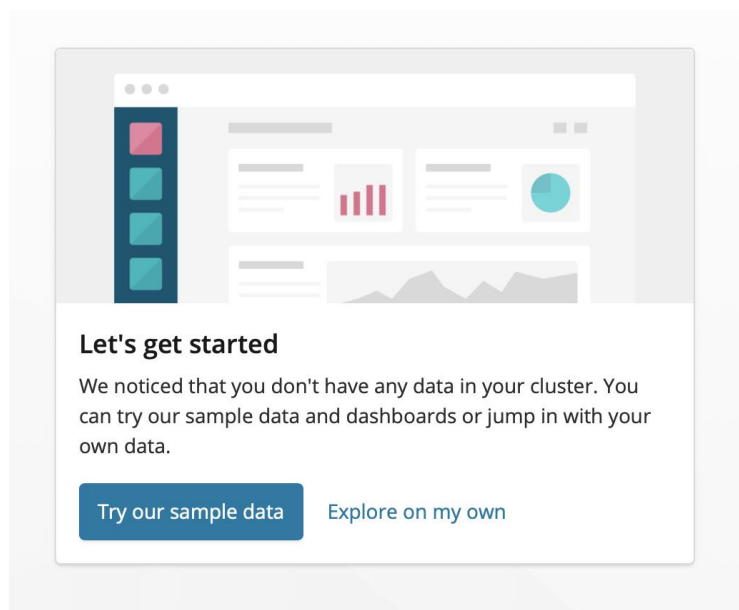 Let's get started
We noticed that you don't have any data in your cluster. You
can try our sample data and dashboards or jump in with your
own data.
Try our sample data
Explore on my own